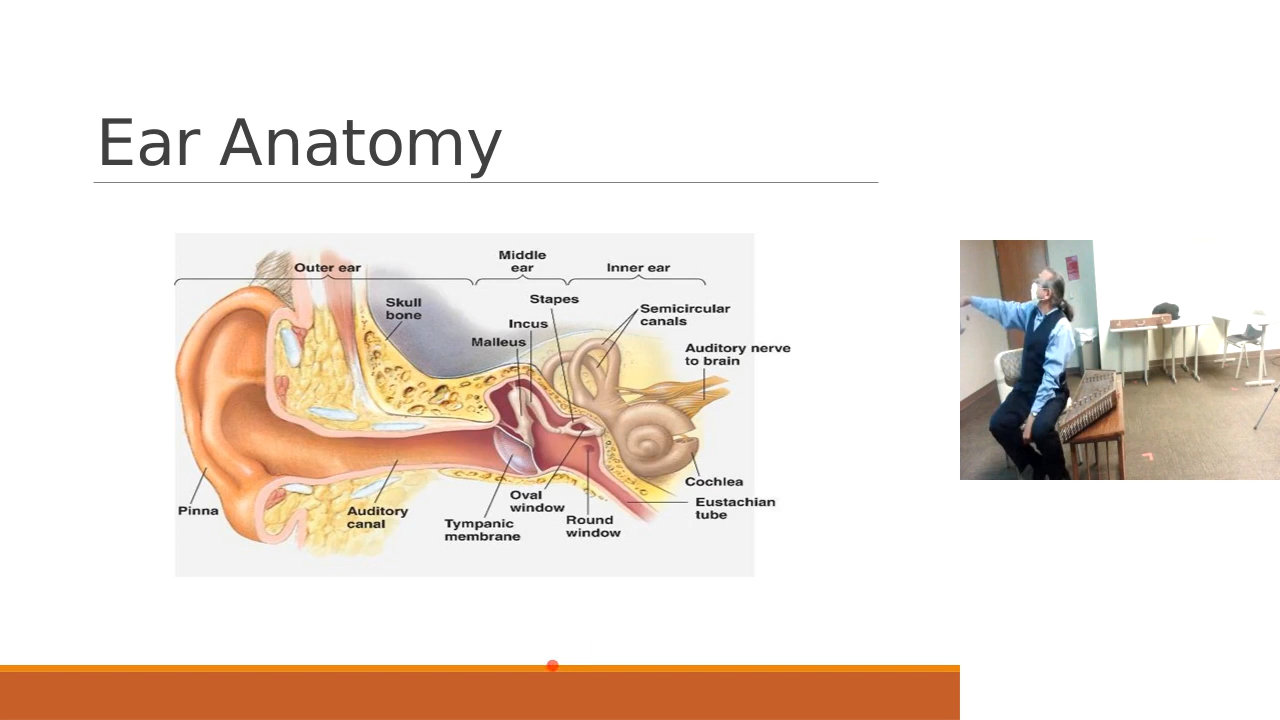 Ear Anatomy
Outer ear
Middle
ear
Inner ear
Skull
bone
Stapes
Incus
Malleus
Semicircular
canals
Auditory nerve
to brain
Pinna
Auditory
canal
Tympanic
membrane
Oval
window
Round
window
Cochlea
Eustachian
tube